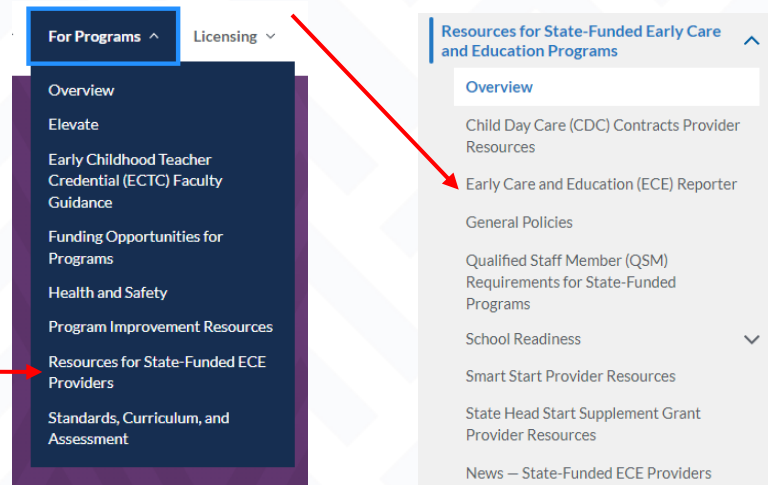 For Programs
Licensing
Overview
Elevate
Early Childhood Teacher
Credential (ECTC) Faculty
Guidance
Funding Opportunities for
Programs
Health and Safety
Program Improvement Resources
Resources for State-Funded ECE
Providers
Standards, Curriculum, and
Assessment
Resources for State-Funded Early Care
and Education Programs
Overview
Child Day Care (CDC) Contracts Provider
Resources
Early Care and Education (ECE) Reporter
General Policies
Qualified Staff Member (QSM)
Requirements for State-Funded
Programs
School Readiness
Smart Start Provider Resources
State Head Start Supplement Grant
Provider Resources
News — State-Funded ECE Providers